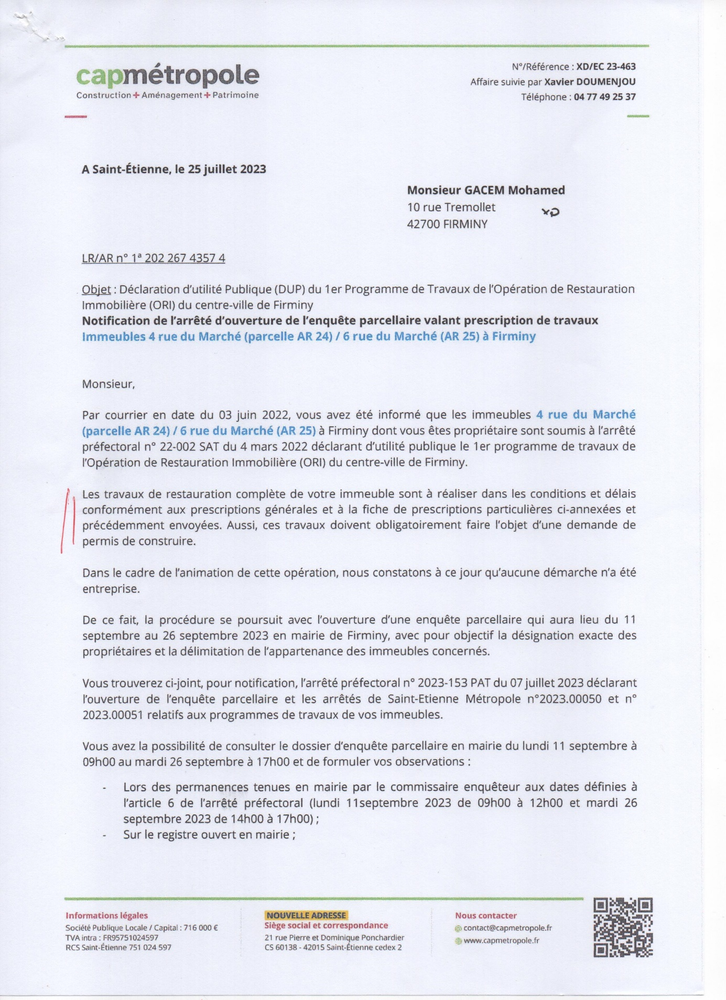 capmétropole
Construction + Aménagement + Patrimoine
N°/Référence : XD/EC 23-463
Affaire suivie par Xavier DOUMENJOU
Téléphone : 04 77 49 25 37
A Saint-Étienne, le 25 juillet 2023
Monsieur GACEM Mohamed
10 rue Tremollet
42700 FIRMINY
XD
LR/AR n° 1ª 202 267 4357 4
Objet : Déclaration d'utilité Publique (DUP) du 1er Programme de Travaux de l'Opération de Restauration
Immobilière (ORI) du centre-ville de Firminy
Notification de l'arrêté d'ouverture de l'enquête parcellaire valant prescription de travaux
Immeubles 4 rue du Marché (parcelle AR 24) / 6 rue du Marché (AR 25) à Firminy
Monsieur,
Par courrier en date du 03 juin 2022, vous avez été informé que les immeubles 4 rue du Marché
(parcelle AR 24) / 6 rue du Marché (AR 25) à Firminy dont vous êtes propriétaire sont soumis à l'arrêté
préfectoral n° 22-002 SAT du 4 mars 2022 déclarant d'utilité publique le 1er programme de travaux de
l'Opération de Restauration Immobilière (ORI) du centre-ville de Firminy.
Les travaux de restauration complète de votre immeuble sont à réaliser dans les conditions et délais
conformément aux prescriptions générales et à la fiche de prescriptions particulières ci-annexées et
précédemment envoyées. Aussi, ces travaux doivent obligatoirement faire l'objet d'une demande de
permis de construire.
Dans le cadre de l'animation de cette opération, nous constatons à ce jour qu'aucune démarche n'a été
entreprise.
De ce fait, la procédure se poursuit avec l'ouverture d'une enquête parcellaire qui aura lieu du 11
septembre au 26 septembre 2023 en mairie de Firminy, avec pour objectif la désignation exacte des
propriétaires et la délimitation de l'appartenance des immeubles concernés.
Vous trouverez ci-joint, pour notification, l'arrêté préfectoral n° 2023-153 PAT du 07 juillet 2023 déclarant
l'ouverture de l'enquête parcellaire et les arrêtés de Saint-Etienne Métropole n°2023.00050 et n°
2023.00051 relatifs aux programmes de travaux de vos immeubles.
Vous avez la possibilité de consulter le dossier d'enquête parcellaire en mairie du lundi 11 septembre à
09h00 au mardi 26 septembre à 17h00 et de formuler vos observations :
- Lors des permanences tenues en mairie par le commissaire enquêteur aux dates définies à
l'article 6 de l'arrêté préfectoral (lundi 11septembre 2023 de 09h00 à 12h00 et mardi 26
septembre 2023 de 14h00 à 17h00) ;
- Sur le registre ouvert en mairie ;
Informations légales
Société Publique Locale / Capital : 716 000 €
TVA intra : FR95751024597
RCS Saint-Étienne 751 024 597
NOUVELLE ADRESSE
Siège social et correspondance
21 rue Pierre et Dominique Ponchardier
CS 60138 - 42015 Saint-Étienne cedex 2
Nous contacter
contact@capmetropole.fr
www.capmetropole.fr